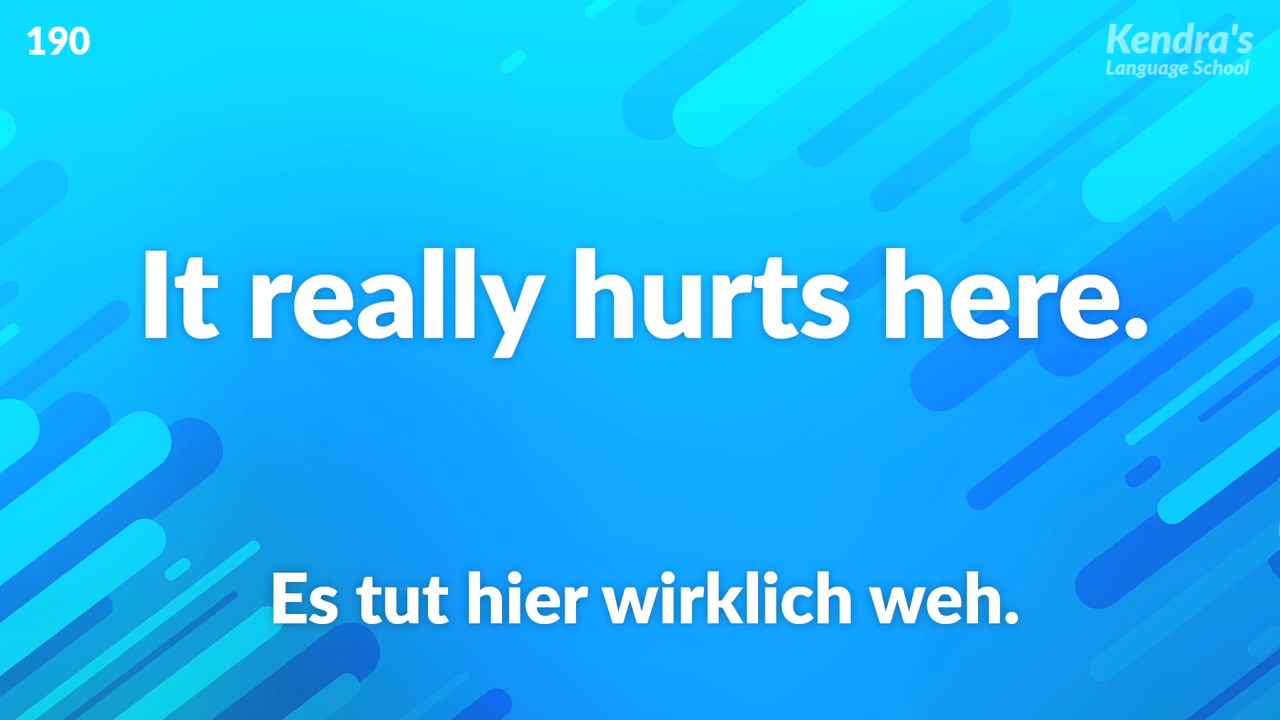 190
Kendra's
Language School
It really hurts here.
Es tut hier wirklich weh.